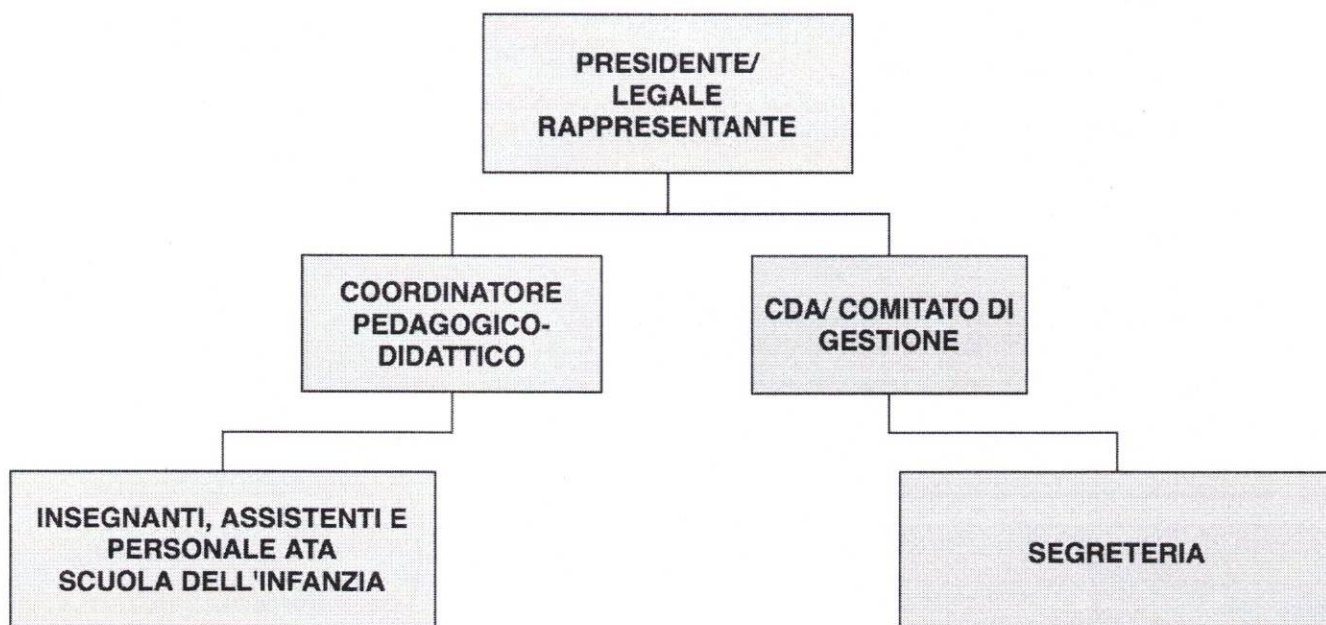 PRESIDENTE/
LEGALE
RAPPRESENTANTE
COORDINATORE
PEDAGOGICO-
DIDATTICO
CDA/ COMITATO DI
GESTIONE
INSEGNANTI, ASSISTENTI E
PERSONALE ATA
SCUOLA DELL'INFANZIA
SEGRETERIA